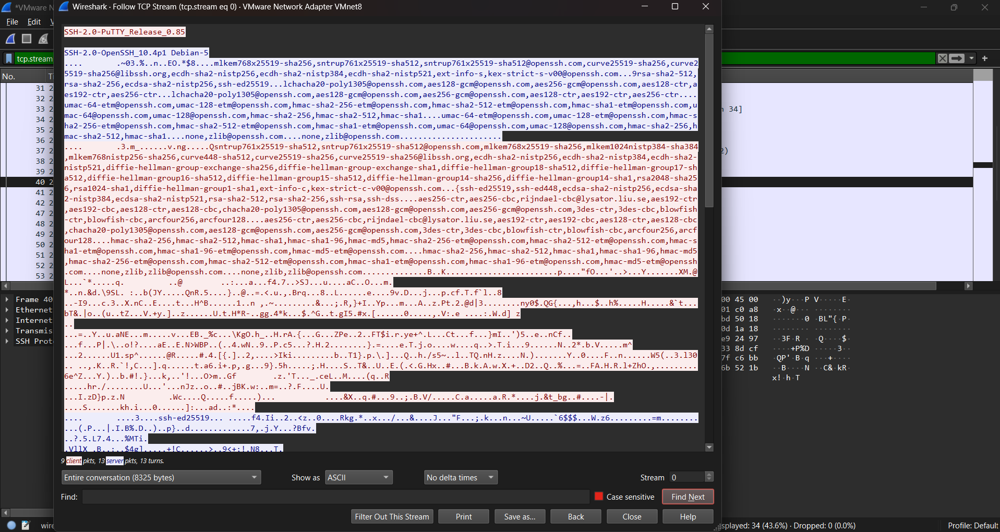 *VMware N
Wireshark · Follow TCP Stream (tcp.stream eq 0) · VMware Network Adapter VMnet8
File Edit V
tcp.stream
No. Ti
31 2
32 2
33 2
34 2
35 2
36 2
37 2
38 2
39 2
40 2
41 2
42 2
47 2
48 2
49 2
50 2
51 2
52 2
53 2
Frame 40
Ethernet
Internet
Transmis
SSH Prot
SSH-2.0-PuTTY_Release_0.85
SSH-2.0-OpenSSH_10.4p1 Debian-5
.... .~03.%..n..EO.*$8....mlkem768x25519-sha256,sntrup761x25519-sha512,sntrup761x25519-sha512@openssh.com,curve25519-sha256,curve2
5519-sha256@libssh.org,ecdh-sha2-nistp256,ecdh-sha2-nistp384,ecdh-sha2-nistp521,ext-info-s,kex-strict-s-v00@openssh.com...9rsa-sha2-512,
rsa-sha2-256,ecdsa-sha2-nistp256,ssh-ed25519...lchacha20-poly1305@openssh.com,aes128-gcm@openssh.com,aes256-gcm@openssh.com,aes128-ctr,a
es192-ctr,aes256-ctr...lchacha20-poly1305@openssh.com,aes128-gcm@openssh.com,aes256-gcm@openssh.com,aes128-ctr,aes192-ctr,aes256-ctr....
umac-64-etm@openssh.com,umac-128-etm@openssh.com,hmac-sha2-256-etm@openssh.com,hmac-sha2-512-etm@openssh.com,hmac-sha1-etm@openssh.com,u
mac-64@openssh.com,umac-128@openssh.com,hmac-sha2-256,hmac-sha2-512,hmac-sha1....umac-64-etm@openssh.com,umac-128-etm@openssh.com,hmac-s
ha2-256-etm@openssh.com,hmac-sha2-512-etm@openssh.com,hmac-sha1-etm@openssh.com,umac-64@openssh.com,umac-128@openssh.com,hmac-sha2-256,h
mac-sha2-512,hmac-sha1....none,zlib@openssh.com....none,zlib@openssh.com......................
.... .3.m_......v.ng.....Qsntrup761x25519-sha512,sntrup761x25519-sha512@openssh.com,mlkem768x25519-sha256,mlkem1024nistp384-sha384
,mlkem768nistp256-sha256,curve448-sha512,curve25519-sha256,curve25519-sha256@libssh.org,ecdh-sha2-nistp256,ecdh-sha2-nistp384,ecdh-sha2-
nistp521,diffie-hellman-group-exchange-sha256,diffie-hellman-group-exchange-sha1,diffie-hellman-group18-sha512,diffie-hellman-group17-sh
a512,diffie-hellman-group16-sha512,diffie-hellman-group15-sha512,diffie-hellman-group14-sha256,diffie-hellman-group14-sha1,rsa2048-sha25
6,rsa1024-sha1,diffie-hellman-group1-sha1,ext-info-c,kex-strict-c-v00@openssh.com...{ssh-ed25519,ssh-ed448,ecdsa-sha2-nistp256,ecdsa-sha
2-nistp384,ecdsa-sha2-nistp521,rsa-sha2-512,rsa-sha2-256,ssh-rsa,ssh-dss....aes256-ctr,aes256-cbc,rijndael-cbc@lysator.liu.se,aes192-ctr
,aes192-cbc,aes128-ctr,aes128-cbc,chacha20-poly1305@openssh.com,aes128-gcm@openssh.com,aes256-gcm@openssh.com,3des-ctr,3des-cbc,blowfish
-ctr,blowfish-cbc,arcfour256,arcfour128....aes256-ctr,aes256-cbc,rijndael-cbc@lysator.liu.se,aes192-ctr,aes192-cbc,aes128-ctr,aes128-cbc
,chacha20-poly1305@openssh.com,aes128-gcm@openssh.com,aes256-gcm@openssh.com,3des-ctr,3des-cbc,blowfish-ctr,blowfish-cbc,arcfour256,arcf
our128....hmac-sha2-256,hmac-sha2-512,hmac-sha1,hmac-sha1-96,hmac-md5,hmac-sha2-256-etm@openssh.com,hmac-sha2-512-etm@openssh.com,hmac-s
ha1-etm@openssh.com,hmac-sha1-96-etm@openssh.com,hmac-md5-etm@openssh.com....hmac-sha2-256,hmac-sha2-512,hmac-sha1,hmac-sha1-96,hmac-md5
,hmac-sha2-256-etm@openssh.com,hmac-sha2-512-etm@openssh.com,hmac-sha1-etm@openssh.com,hmac-sha1-96-etm@openssh.com,hmac-md5-etm@openssh
.com....none,zlib,zlib@openssh.com....none,zlib,zlib@openssh.com..............B..K........................p...."fO...'..>...Y.......XM.@
L...`*.....q. ..@ ..:...a...f4.7..>SJ...u....aC..O...m.
*..n.&d.\9SL. :..b(JY.....QnR.5....}..@..=.<.u.,.Brq...8..L......e....9v.D...j...p.cf.T.f`l..8
..-I9...c.3..X.nC..E....t...H^B......1..n ,.~.........&...;.R,}+I..Yp...m...A..z.Pt.2.@d|3........ny0$.QG{...,h...$..h%.....H.....&`t...
bT&.|o..(u..tZ...V.+y.]..z......U.t.H*R-..gg.4*k...$.^G..t.gI5.#x.[......0.....,.V:.e ....:.W.d] z
..
...=..Y..u.aNE...m.....v...EB._%c...\KgO.h_..H.rA.{...G...ZPe..2..FT$i.r.ye+^.L...Ct...f...}mI..')5..e..nCf..
...f...P|.\..o!?....aE..E.N>WBP..(..4.wN..9..P.c5...?.H.2........}.=....e.T.j.o....w....q..>.T.i...9......N..2*.b.V.....m^
...2......U1.sp^......@R.....#.4.[{.]..2,....>Iki.........b..T1}.p.\.]...Q..h./s5~..l..TQ.nH.z....N.).......Y..0....F..n......W5(..3.l30
.. ..,.K..R.`!,C...].q......t.a6.i+.p,.g...9}.5h.....;.H....S..T&..U..E.(.<.G.Hx..#...B.k.A.w.X.+..D2..Q..%...=..FA.H.R.l+ZhO.,.........
6e^Z...Y.)..b.#!.}...k,..'!...O>m..Gf .z.'T..._.ceL..M....(q..R
.....hr./........U...'...nJz..o..#..jBK.w:..m=..?.F....U.
...I.zD}p.z.N .Wc....Q.....f.....)... ....&X..q.#...9..;.B.V/.....C.a.....a.R.*....j.&t_bg..#....-|.
....S.......kh.i...0......]:...ad..:*....
.... ....3....ssh-ed25519... .....f4.Ii..2..<z..0....Rkg.*..x.../...&....J..."F...;.k...n...~U.....`6$$$...W.z6.........=m........
...(.P...|.I.B%.D..)..p}..d.............7,.j.Y...?Bfv.
..?.5.L7.4...%MTi.
.VllX .B..:..$4g].....+!C......>..9<+:!.N8...T.
9 client pkts, 13 server pkts, 13 turns.
Entire conversation (8325 bytes) Show as ASCII No delta times Stream 0
Find: Case sensitive Find Next
Filter Out This Stream Print Save as... Back Close Help
34]
2)
00 45 00 ··)y···P V·····E·
01 c0 a8 ·x··@··· ········
bd 50 18 ·······0 ·BL"{·P·
0d 1a 18 ········ ········
e9 24 97 ··3F·R·· ·Q····$·
33 8d cf ····+P%D ·····3··
7f c6 bb ·QP'·B·q ···+····
6b 52 1b ··B····N ··C&·kR·
x!·h·T
wire
splayed: 34 (43.6%) · Dropped: 0 (0.0%) Profile: Default